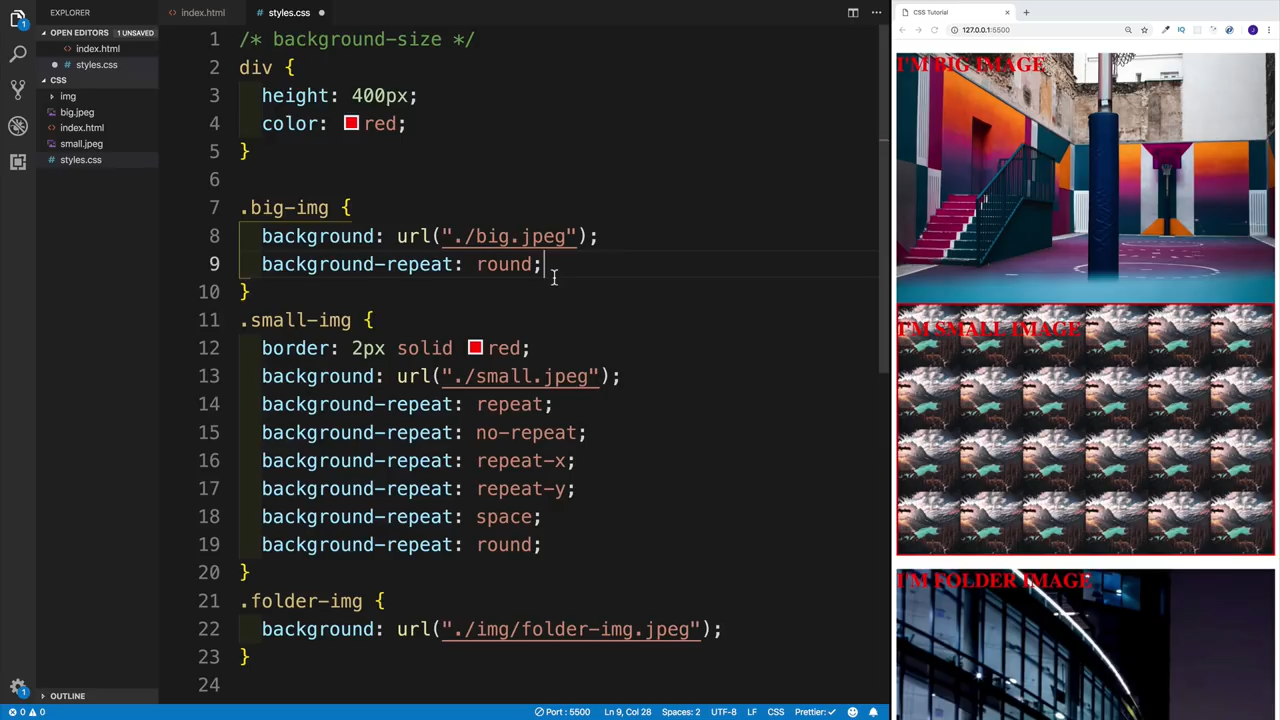 EXPLORER
OPEN EDITORS 1 UNSAVED
index.html
styles.css
CSS
img
big.jpeg
index.html
small.jpeg
styles.css
OUTLINE
1
1
index.html
styles.css
1 /* background-size */
2 div {
3 height: 400px;
4 color: red;
5 }
6
7 .big-img {
8 background: url("./big.jpeg");
9 background-repeat: round;
10 }
11 .small-img {
12 border: 2px solid red;
13 background: url("./small.jpeg");
14 background-repeat: repeat;
15 background-repeat: no-repeat;
16 background-repeat: repeat-x;
17 background-repeat: repeat-y;
18 background-repeat: space;
19 background-repeat: round;
20 }
21 .folder-img {
22 background: url("./img/folder-img.jpeg");
23 }
24
0 0 Port : 5500 Ln 9, Col 28 Spaces: 2 UTF-8 LF CSS Prettier: ✓
CSS Tutorial
127.0.0.1:5500
IQ
J
I'M BIG IMAGE
I'M SMALL IMAGE
I'M FOLDER IMAGE